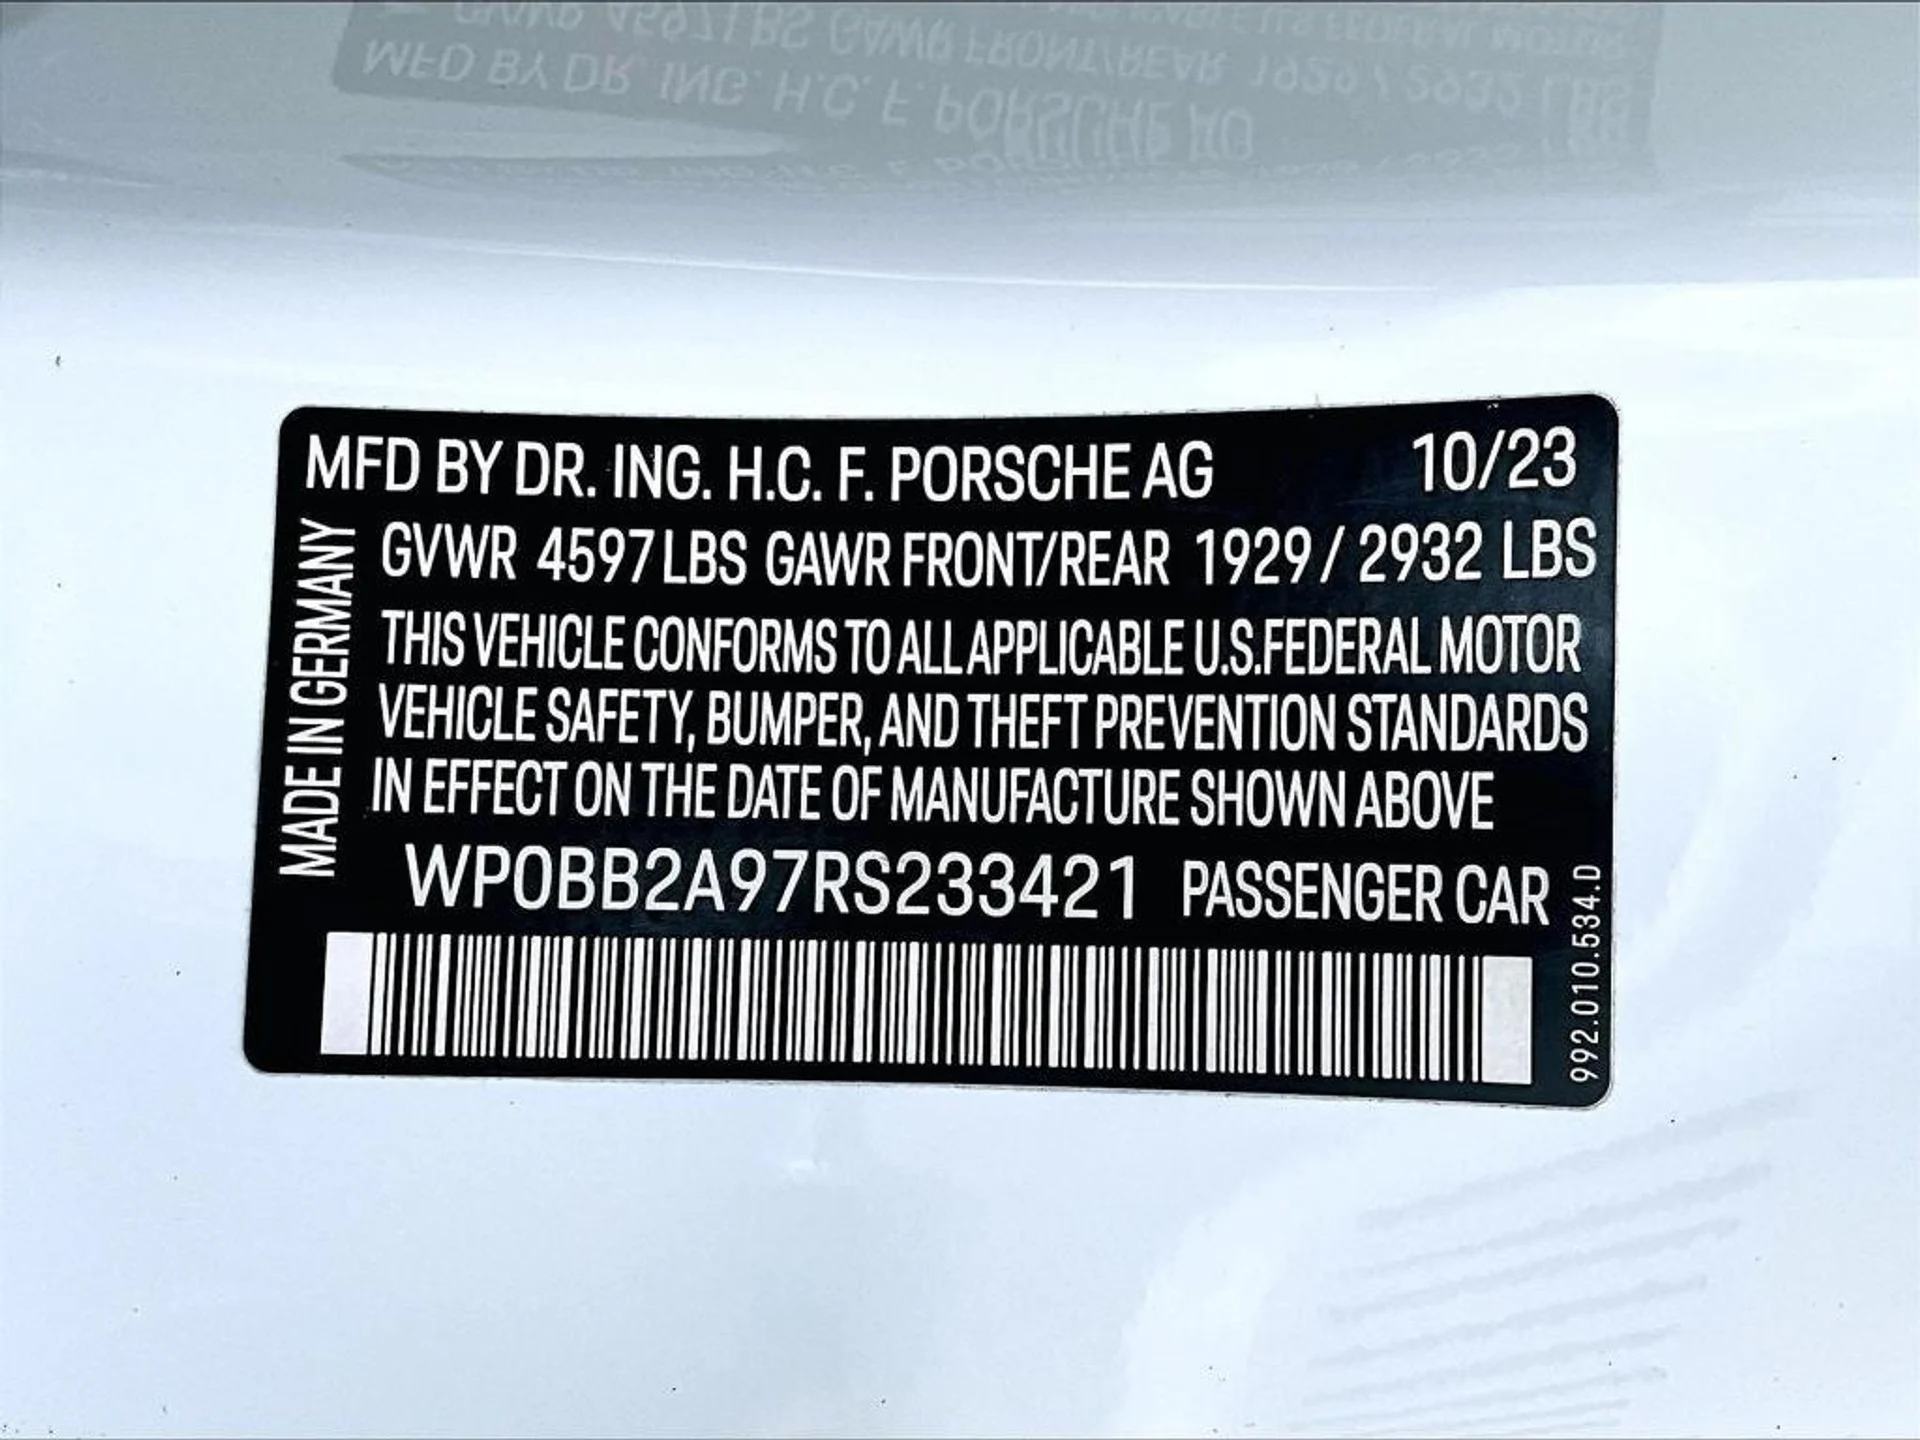 MFD BY DR. ING. H.C. F. PORSCHE AG 10/23
GVWR 4597 LBS GAWR FRONT/REAR 1929 / 2932 LBS
THIS VEHICLE CONFORMS TO ALL APPLICABLE U.S.FEDERAL MOTOR
VEHICLE SAFETY, BUMPER, AND THEFT PREVENTION STANDARDS
IN EFFECT ON THE DATE OF MANUFACTURE SHOWN ABOVE
WP0BB2A97RS233421 PASSENGER CAR
MADE IN GERMANY
992.010.534.D